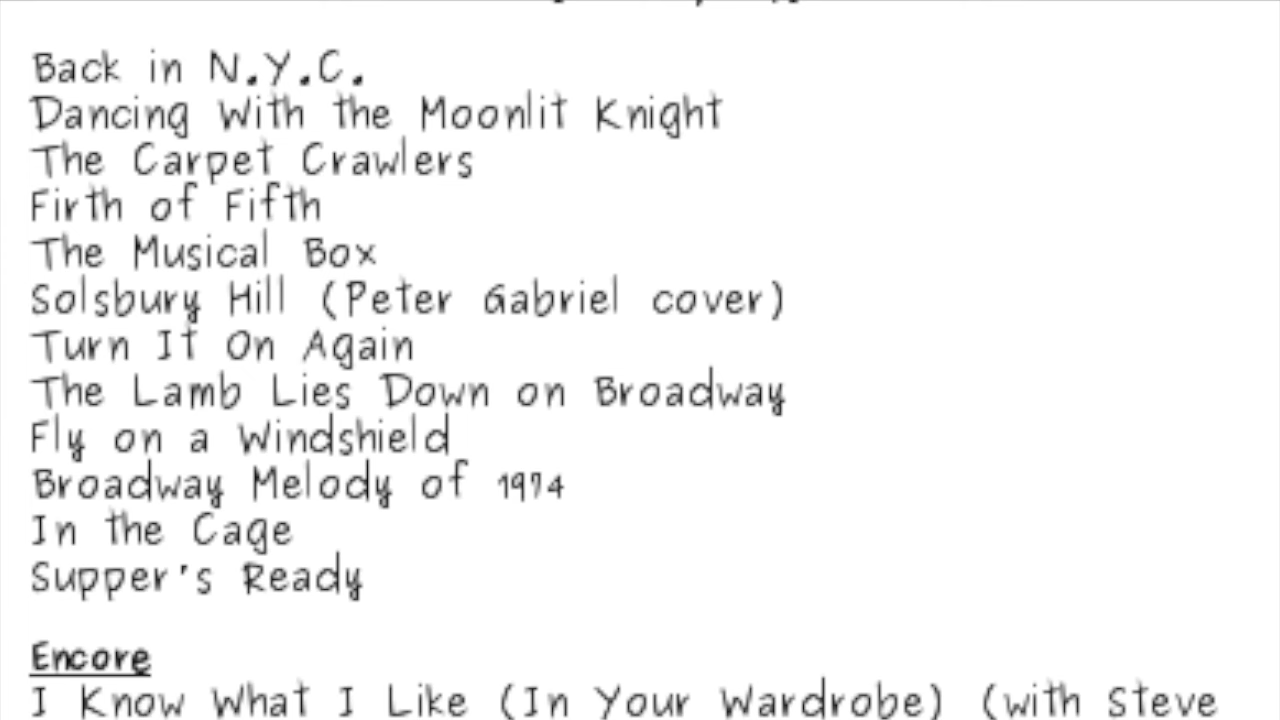 Back in N.Y.C.
Dancing With the Moonlit Knight
The Carpet Crawlers
Firth of Fifth
The Musical Box
Solsbury Hill (Peter Gabriel cover)
Turn It On Again
The Lamb Lies Down on Broadway
Fly on a Windshield
Broadway Melody of 1974
In the Cage
Supper's Ready
Encore
I Know What I Like (In Your Wardrobe) (with Steve